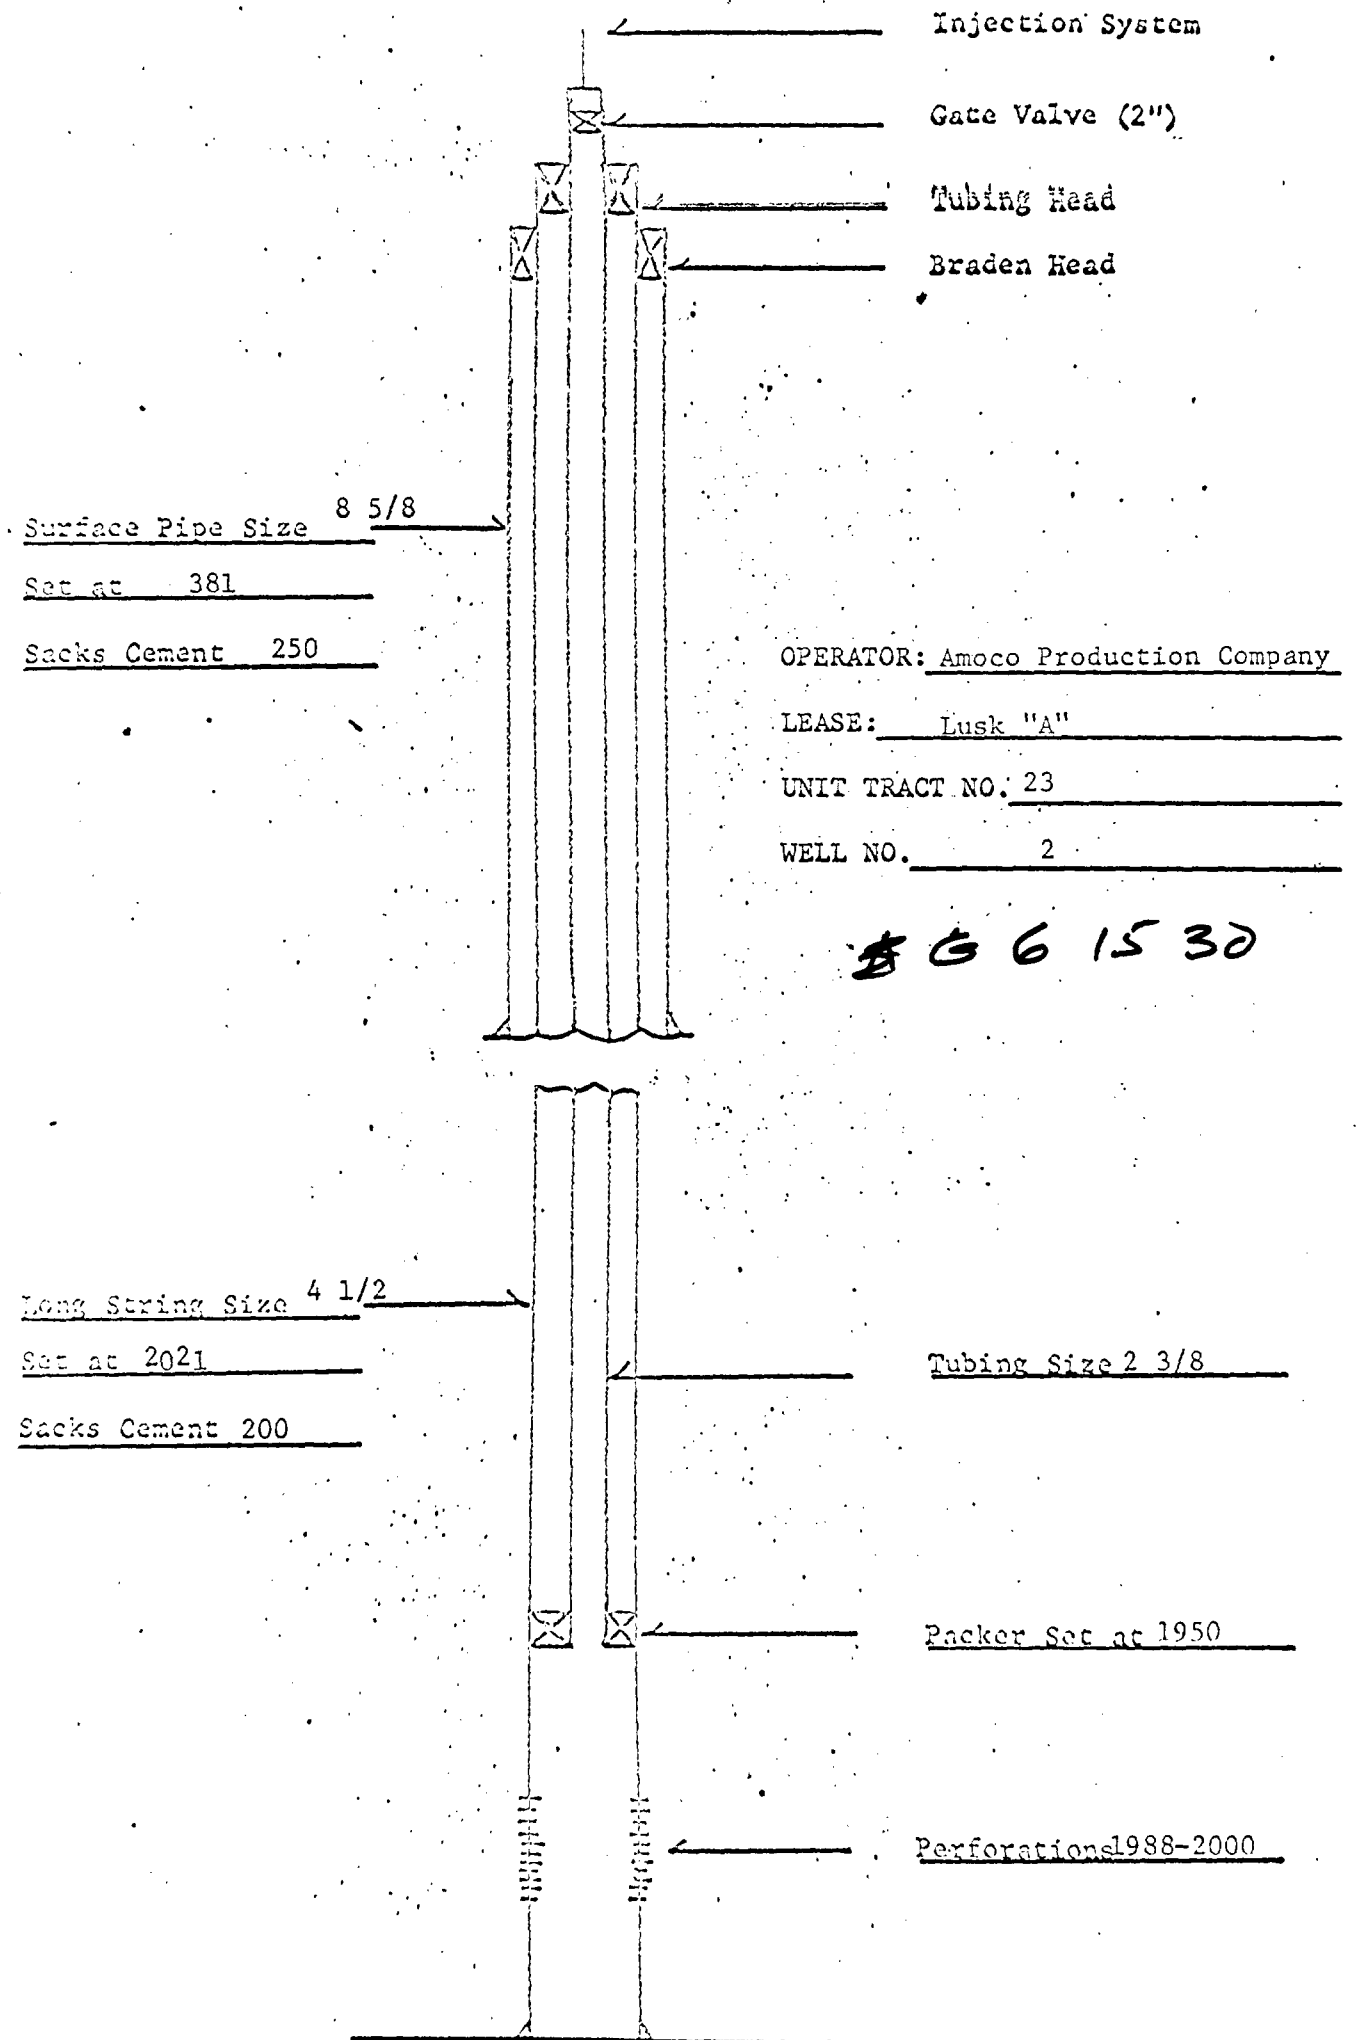 Injection System
Gate Valve (2")
Tubing Head
Braden Head
Surface Pipe Size 8 5/8
Set at 381
Sacks Cement 250
OPERATOR: Amoco Production Company
LEASE: Lusk "A"
UNIT TRACT NO. 23
WELL NO. 2
G 6 15 30
Long String Size 4 1/2
Set at 2021
Sacks Cement 200
Tubing Size 2 3/8
Packer Set at 1950
Perforations 1988-2000